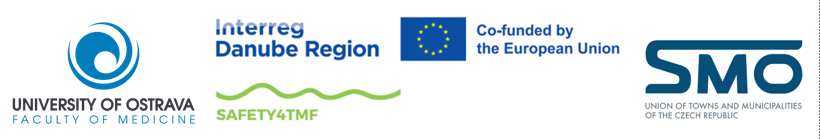 UNIVERSITY OF OSTRAVA
FACULTY OF MEDICINE
Interreg
Danube Region
SAFETY4TMF
Co-funded by
the European Union
SMO
UNION OF TOWNS AND MUNICIPALITIES
OF THE CZECH REPUBLIC